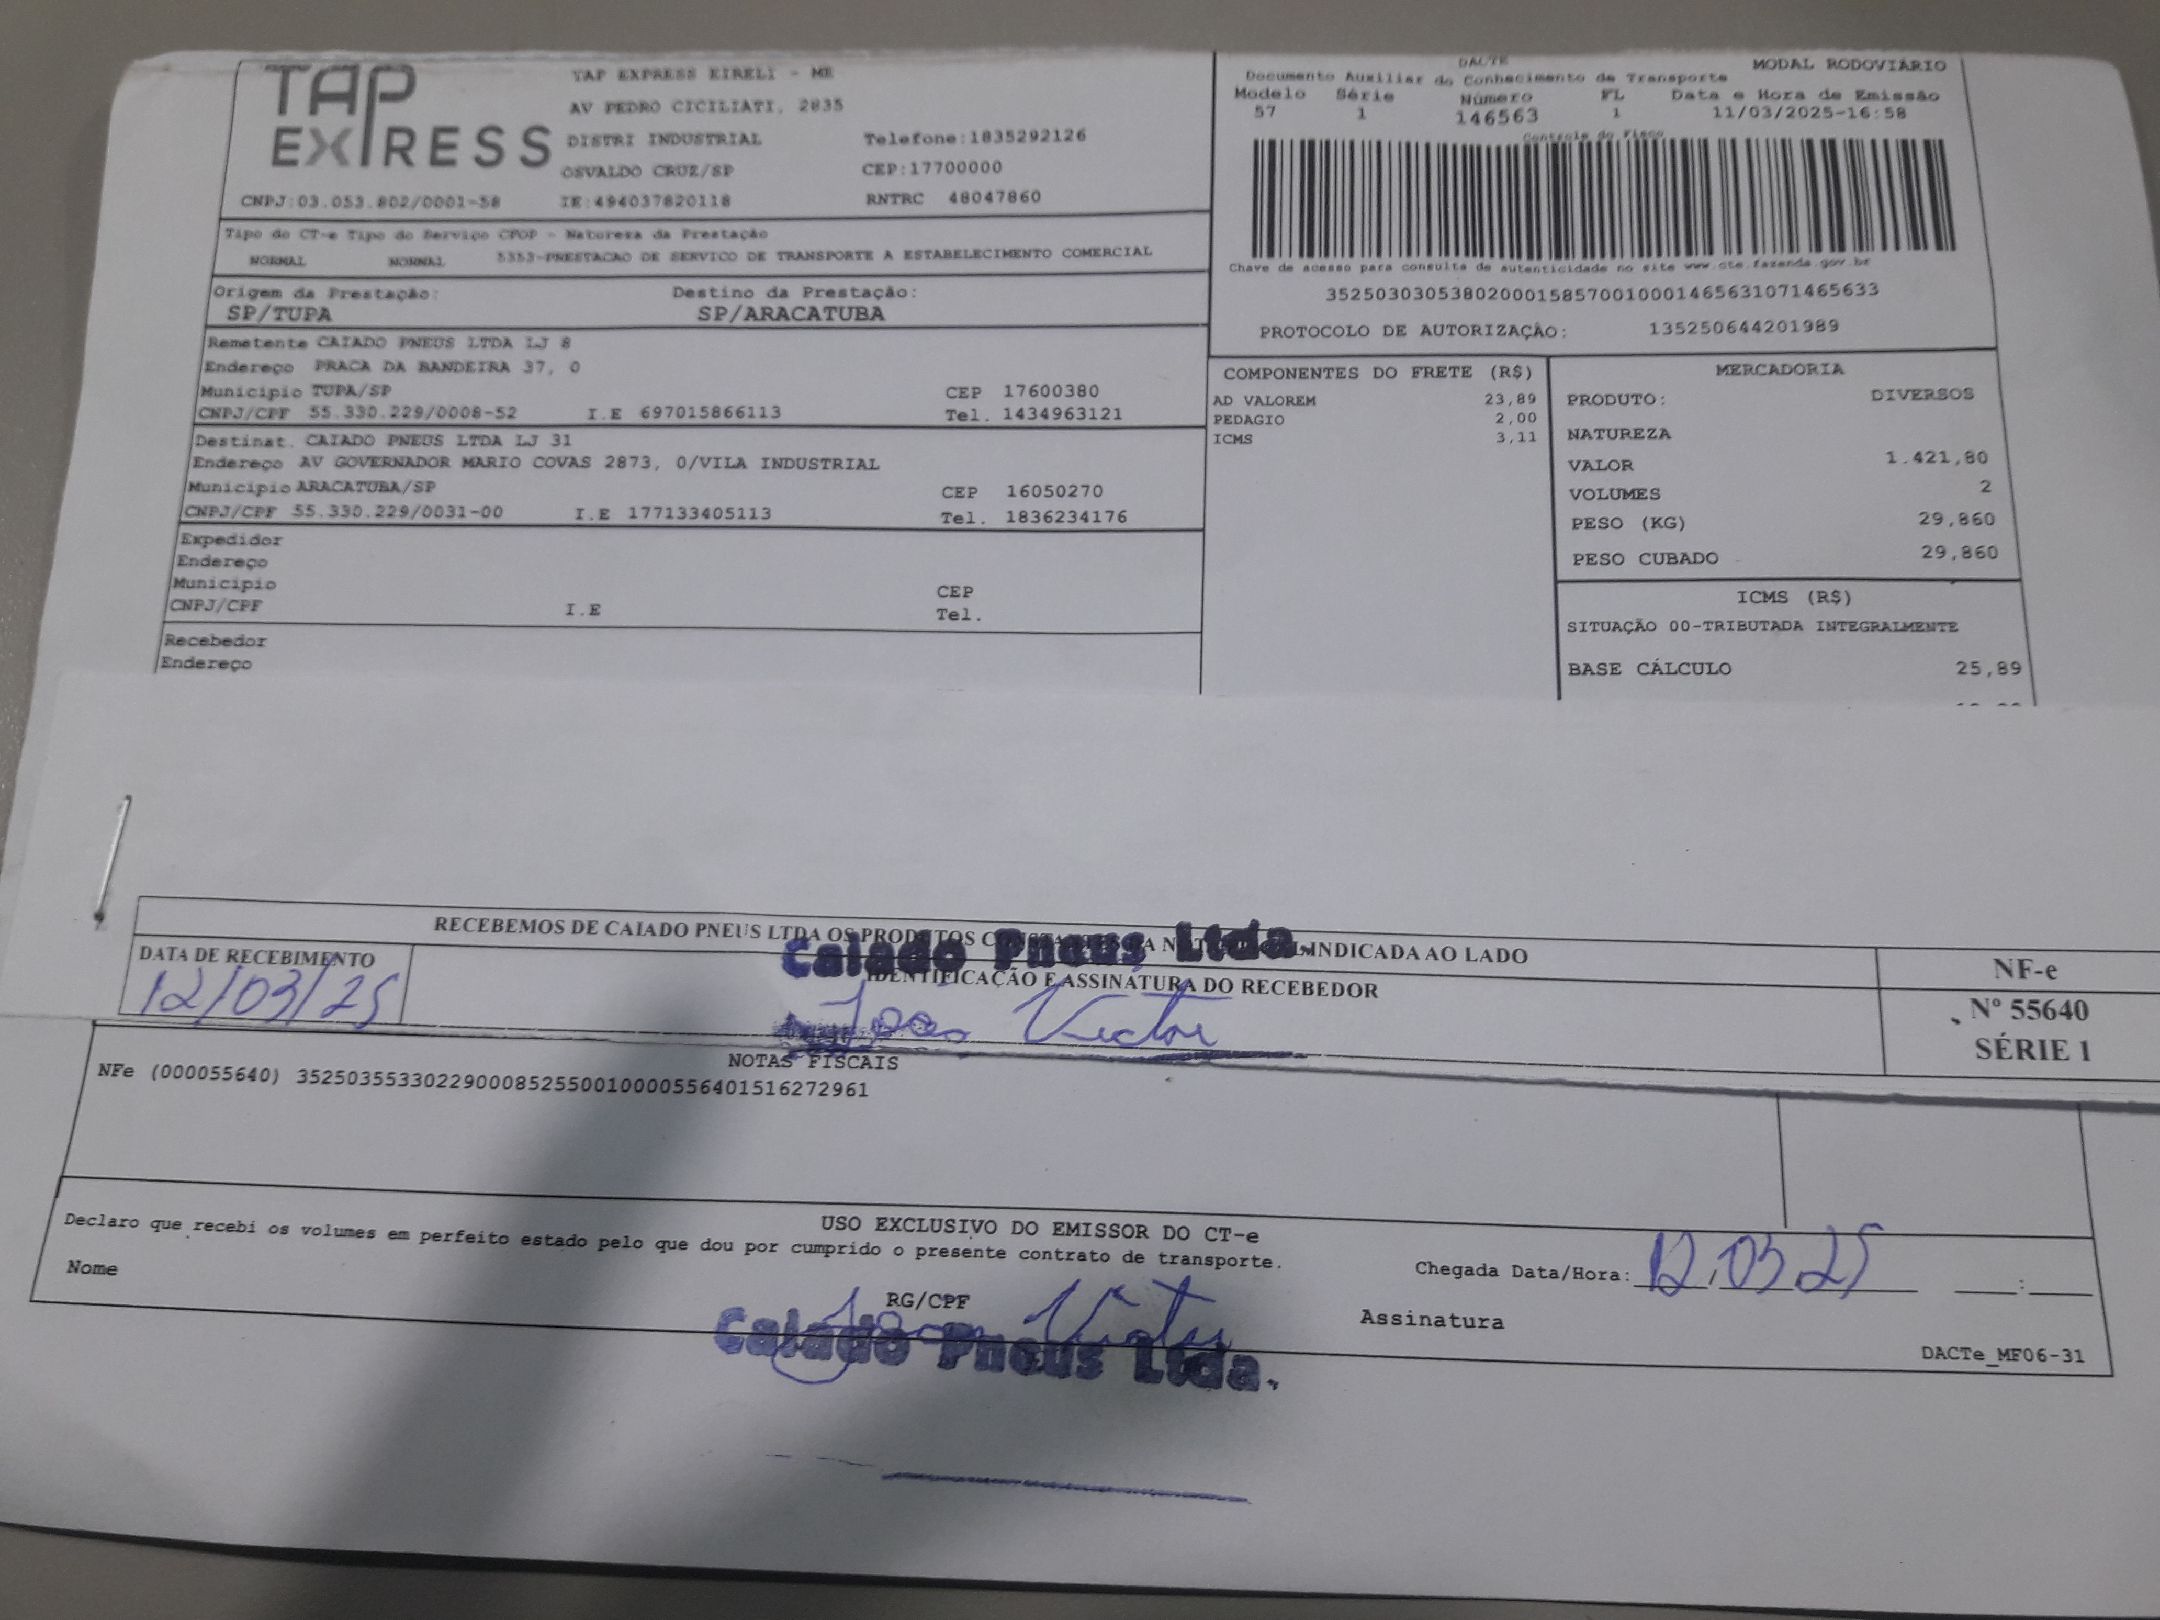 TAP EXPRESS
TAP EXPRESS EIRELI - ME
AV PEDRO CICILIATI, 2835
DISTRI INDUSTRIAL Telefone:1835292126
OSVALDO CRUZ/SP CEP:17700000
CNPJ:03.053.802/0001-58 IE:494037820118 RNTRC 48047860
Tipo do CT-e Tipo do Serviço CFOP - Natureza da Prestação
NORMAL NORMAL 5353-PRESTACAO DE SERVICO DE TRANSPORTE A ESTABELECIMENTO COMERCIAL
Origem da Prestação: Destino da Prestação:
SP/TUPA SP/ARACATUBA
Remetente CAIADO PNEUS LTDA LJ 8
Endereço PRACA DA BANDEIRA 37, 0
Município TUPA/SP CEP 17600380
CNPJ/CPF 55.330.229/0008-52 I.E 697015866113 Tel. 1434963121
Destinat. CAIADO PNEUS LTDA LJ 31
Endereço AV GOVERNADOR MARIO COVAS 2873, 0/VILA INDUSTRIAL
Município ARACATUBA/SP CEP 16050270
CNPJ/CPF 55.330.229/0031-00 I.E 177133405113 Tel. 1836234176
Expedidor
Endereço
Município CEP
CNPJ/CPF I.E Tel.
Recebedor
Endereço
DACTE MODAL RODOVIÁRIO
Documento Auxiliar do Conhecimento de Transporte
Modelo Série Número FL Data e Hora de Emissão
57 1 146563 1 11/03/2025-16:58
Controle do Fisco
Chave de acesso para consulta de autenticidade no site www.cte.fazenda.gov.br
35250303053802000158570010001465631071465633
PROTOCOLO DE AUTORIZAÇÃO: 135250644201989
COMPONENTES DO FRETE (R$)
AD VALOREM 23,89
PEDAGIO 2,00
ICMS 3,11
MERCADORIA
PRODUTO: DIVERSOS
NATUREZA
VALOR 1.421,80
VOLUMES 2
PESO (KG) 29,860
PESO CUBADO 29,860
ICMS (R$)
SITUAÇÃO 00-TRIBUTADA INTEGRALMENTE
BASE CÁLCULO 25,89
RECEBEMOS DE CAIADO PNEUS LTDA OS PRODUTOS INDICADA AO LADO
Caiado Pneus Ltda.
DATA DE RECEBIMENTO IDENTIFICAÇÃO E ASSINATURA DO RECEBEDOR
12/03/25 João Victor
NF-e
Nº 55640
SÉRIE 1
NOTAS FISCAIS
NFe (000055640) 35250355330229000852550010000556401516272961
USO EXCLUSIVO DO EMISSOR DO CT-e
Declaro que recebi os volumes em perfeito estado pelo que dou por cumprido o presente contrato de transporte.
Chegada Data/Hora: 12.03.25 :
Nome RG/CPF Assinatura
João Victor
Caiado Pneus Ltda.
DACTe_MF06-31